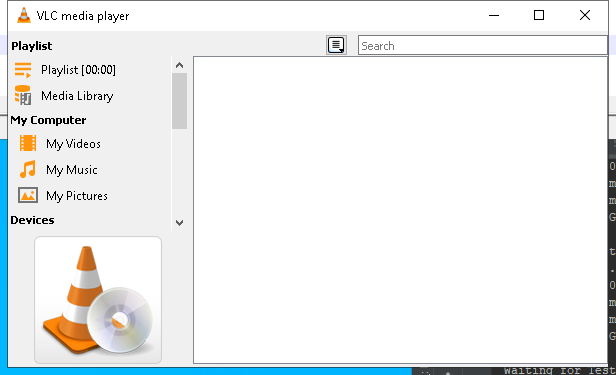 VLC media player
Playlist
Search
Playlist [00:00]
Media Library
My Computer
My Videos
My Music
My Pictures
Devices
Waiting for